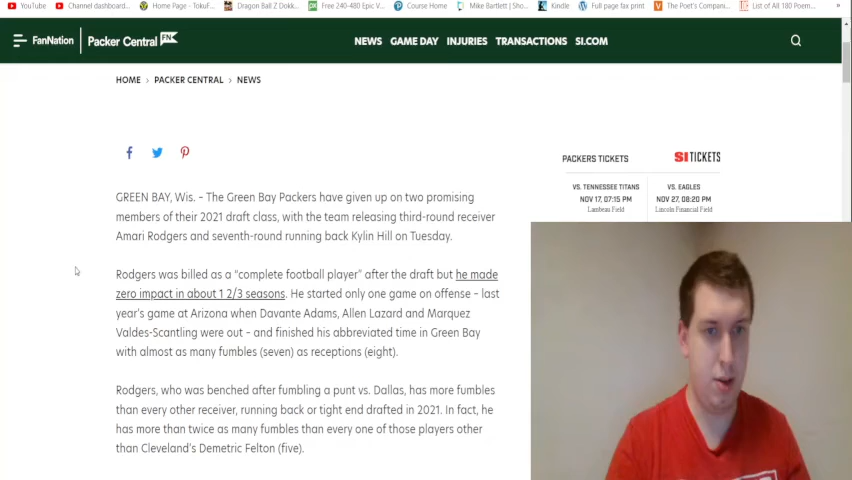 YouTube Channel dashboard... Home Page - TokuF... Dragon Ball Z Dokk... Free 240-480 Epic V... Course Home Mike Bartlett | Sho... Kindle Full page fax print The Poet's Compani... List of All 180 Poem... »
FanNation Packer Central FN NEWS GAME DAY INJURIES TRANSACTIONS SI.COM
HOME > PACKER CENTRAL > NEWS
PACKERS TICKETS SI TICKETS
VS. TENNESSEE TITANS VS. EAGLES
NOV 17, 07:15 PM NOV 27, 08:20 PM
Lambeau Field Lincoln Financial Field
GREEN BAY, Wis. – The Green Bay Packers have given up on two promising
members of their 2021 draft class, with the team releasing third-round receiver
Amari Rodgers and seventh-round running back Kylin Hill on Tuesday.
Rodgers was billed as a “complete football player” after the draft but he made
zero impact in about 1 2/3 seasons. He started only one game on offense – last
year’s game at Arizona when Davante Adams, Allen Lazard and Marquez
Valdes-Scantling were out – and finished his abbreviated time in Green Bay
with almost as many fumbles (seven) as receptions (eight).
Rodgers, who was benched after fumbling a punt vs. Dallas, has more fumbles
than every other receiver, running back or tight end drafted in 2021. In fact, he
has more than twice as many fumbles than every one of those players other
than Cleveland’s Demetric Felton (five).